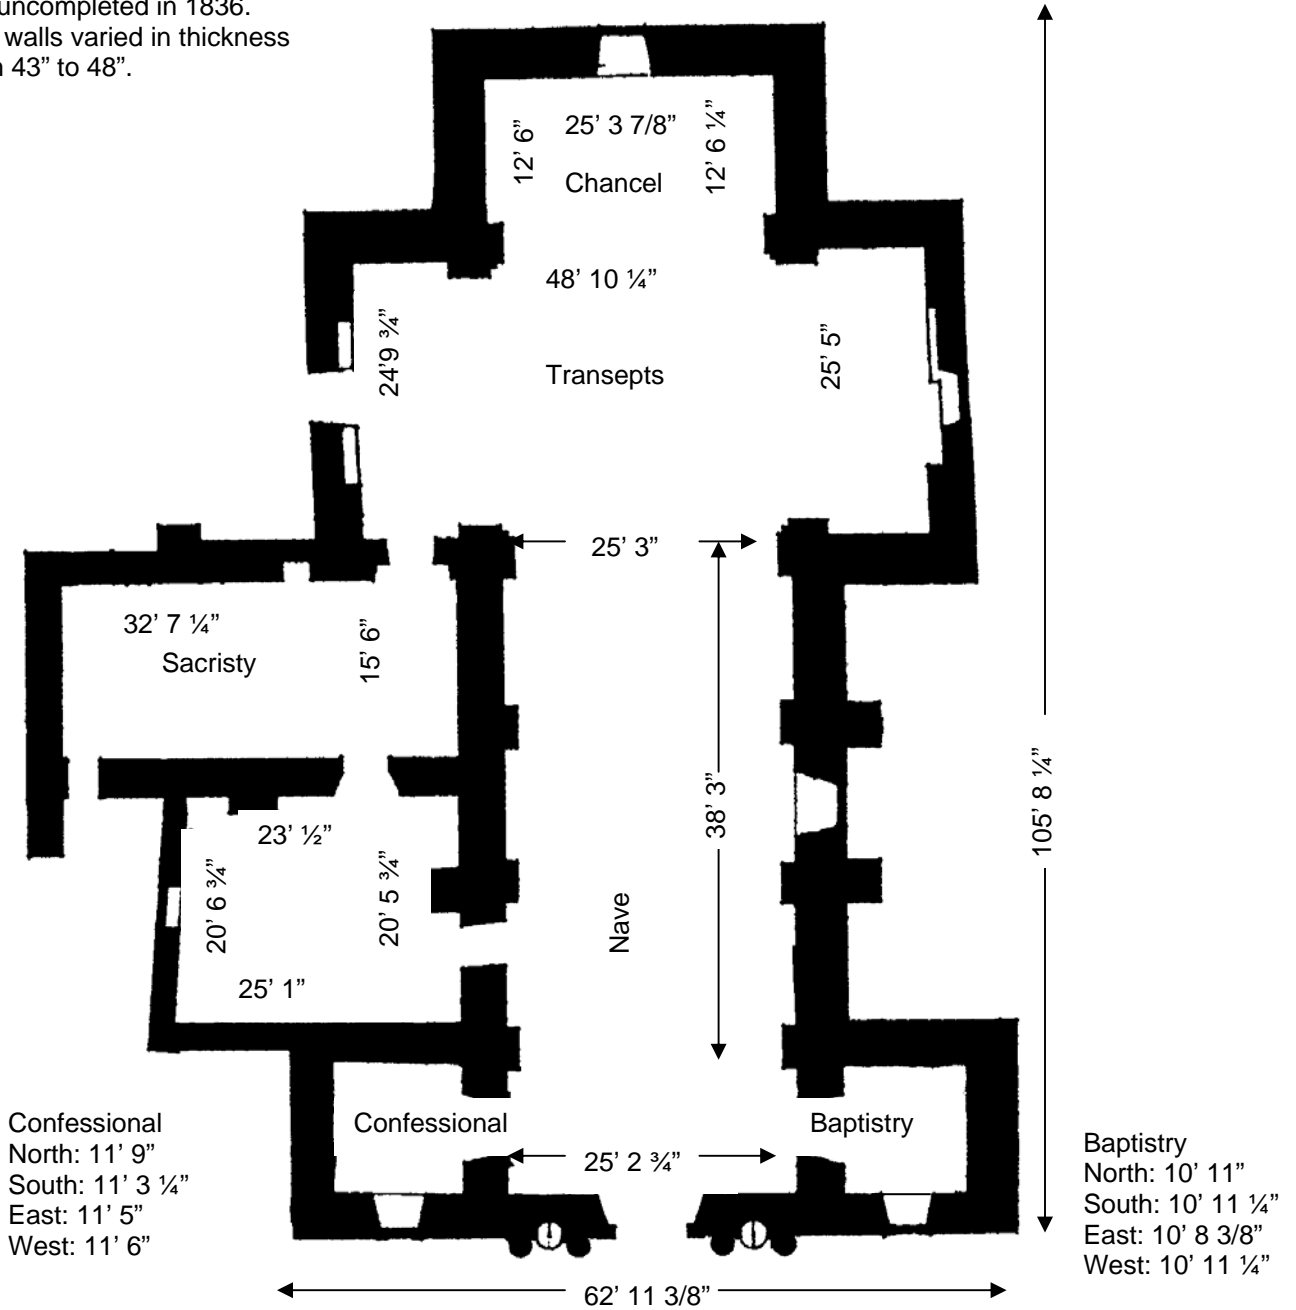 uncompleted in 1836.
walls varied in thickness
43” to 48”.
25’ 3 7/8”
12’ 6”
12’ 6 ¼”
Chancel
48’ 10 ¼”
24’9 ¾”
25’ 5”
Transepts
25’ 3”
32’ 7 ¼”
15’ 6”
Sacristy
38’ 3”
105’ 8 ¼”
23’ ½”
20’ 6 ¾”
20’ 5 ¾”
Nave
25’ 1”
Confessional
Baptistry
25’ 2 ¾”
Confessional
North: 11’ 9”
South: 11’ 3 ¼”
East: 11’ 5”
West: 11’ 6”
Baptistry
North: 10’ 11”
South: 10’ 11 ¼”
East: 10’ 8 3/8”
West: 10’ 11 ¼”
62’ 11 3/8”